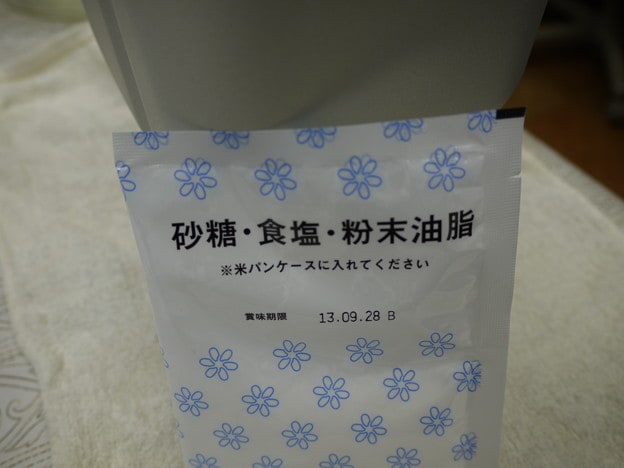 砂糖・食塩・粉末油脂
※米パンケースに入れてください
賞味期限 13.09.28 B